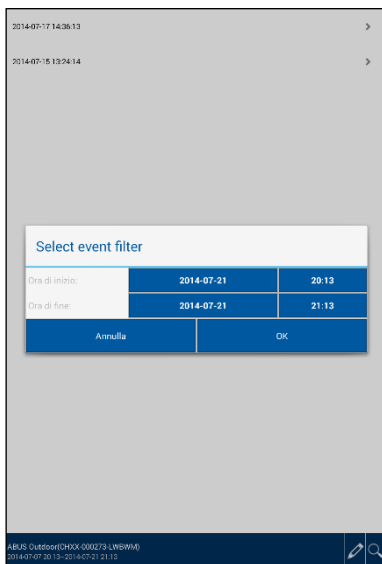 2014-07-17 14:36:13
2014-07-15 13:24:14
Select event filter
Ora di inizio: 2014-07-21 20:13
Ora di fine: 2014-07-21 21:13
Annulla OK
ABUS Outdoor(CHXX-000273-LWBWM)
2014-07-07 20:13~2014-07-21 21:13